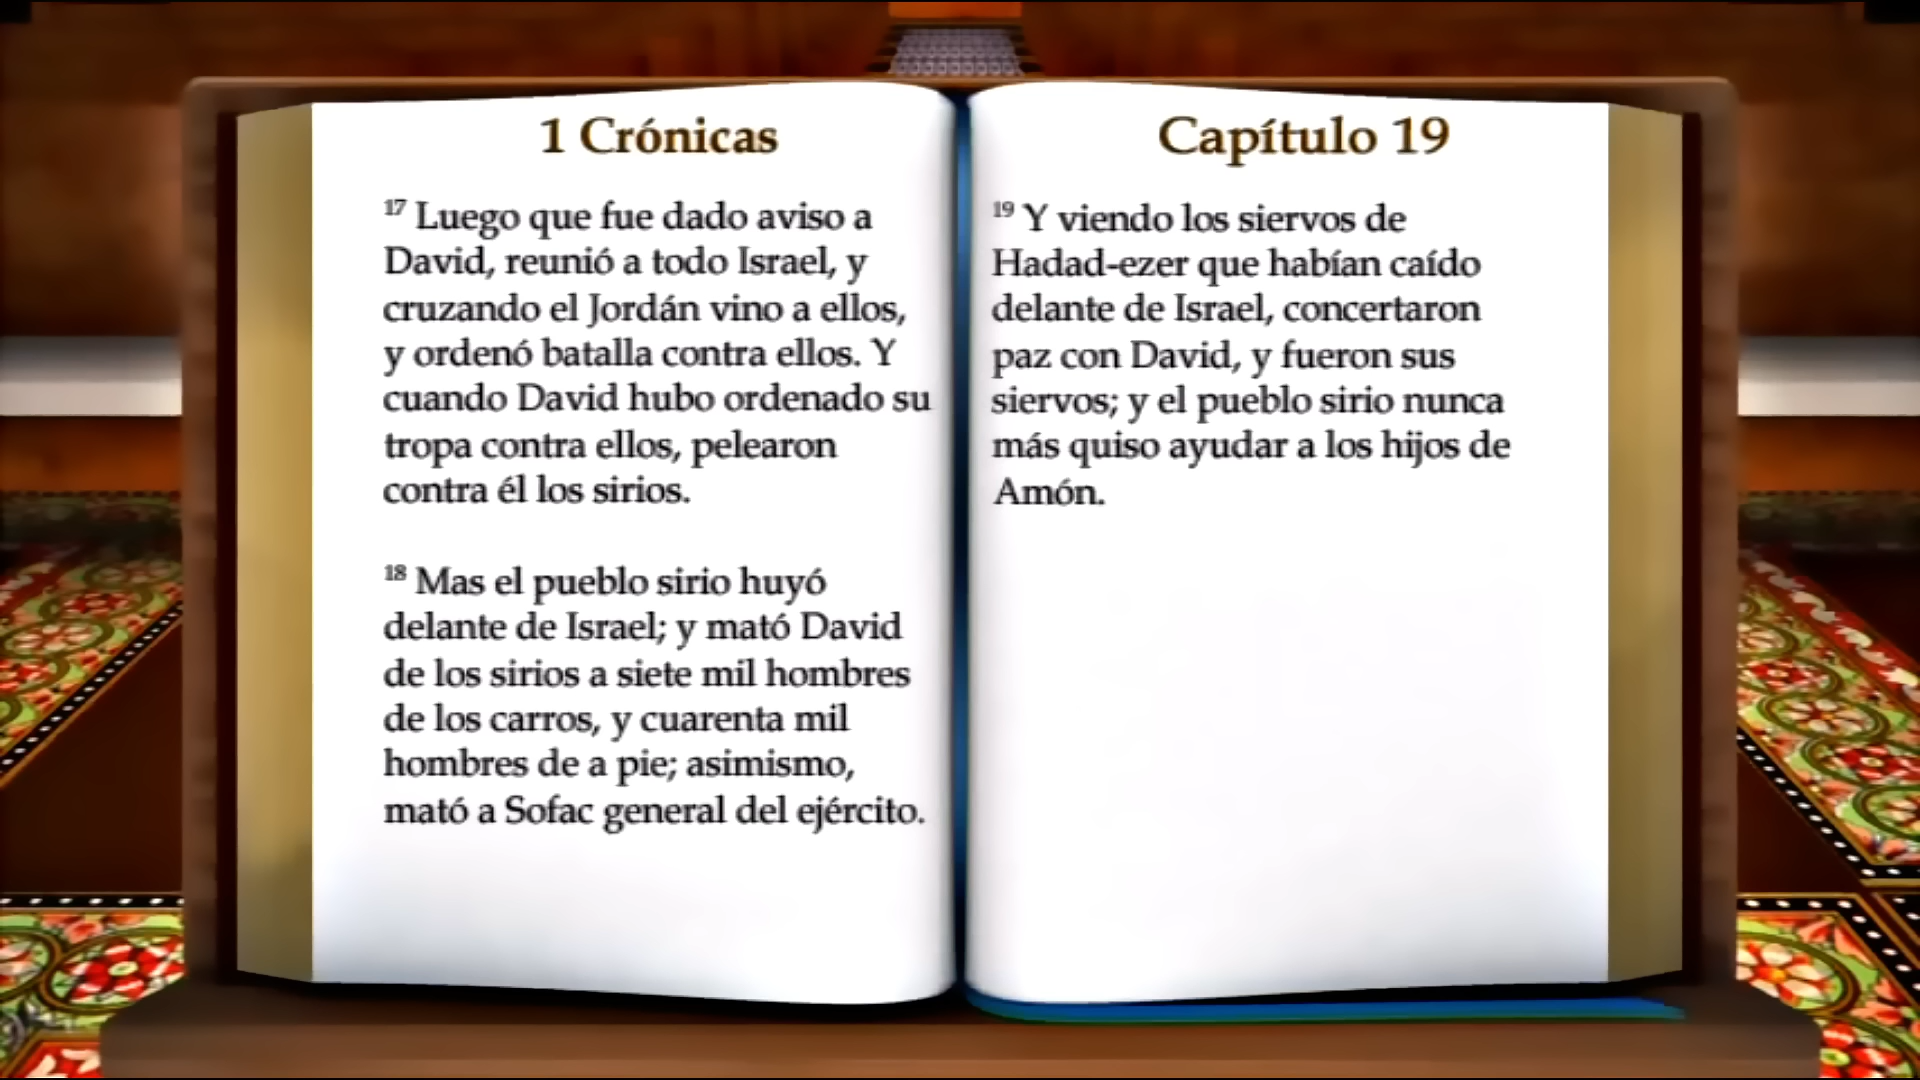 1 Crónicas
17 Luego que fue dado aviso a
David, reunió a todo Israel, y
cruzando el Jordán vino a ellos,
y ordenó batalla contra ellos. Y
cuando David hubo ordenado su
tropa contra ellos, pelearon
contra él los sirios.
18 Mas el pueblo sirio huyó
delante de Israel; y mató David
de los sirios a siete mil hombres
de los carros, y cuarenta mil
hombres de a pie; asimismo,
mató a Sofac general del ejército.
Capítulo 19
19 Y viendo los siervos de
Hadad-ezer que habían caído
delante de Israel, concertaron
paz con David, y fueron sus
siervos; y el pueblo sirio nunca
más quiso ayudar a los hijos de
Amón.